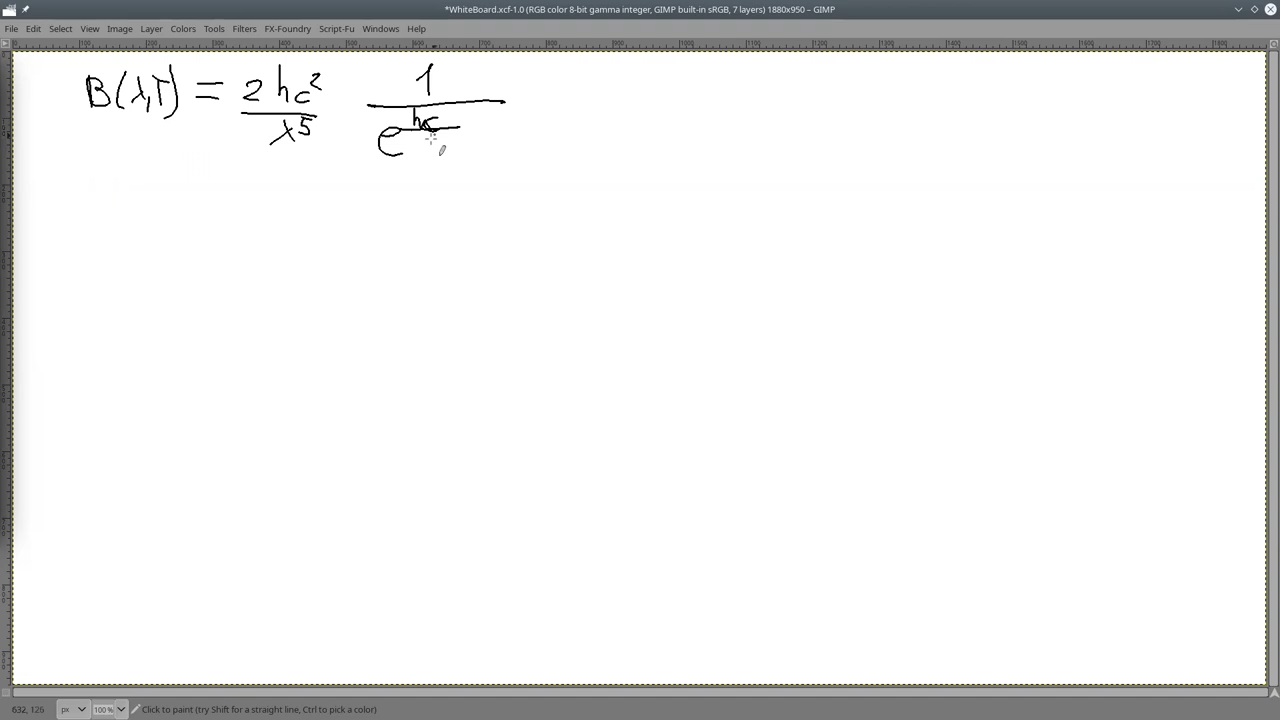 *WhiteBoard.xcf-1.0 (RGB color 8-bit gamma integer, GIMP built-in sRGB, 7 layers) 1880x950 – GIMP
File Edit Select View Image Layer Colors Tools Filters FX-Foundry Script-Fu Windows Help
B(λ,T) = 2hc²/λ⁵ 1/e^(hc/
632, 126 px 100% Click to paint (try Shift for a straight line, Ctrl to pick a color)